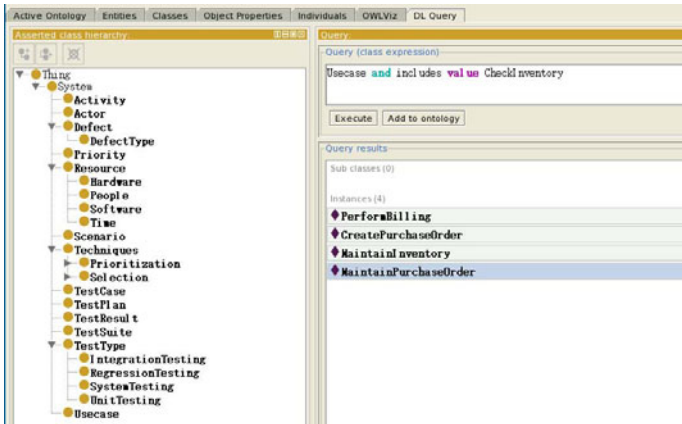 Active Ontology Entities Classes Object Properties Individuals OWLViz DL Query
Asserted class hierarchy:
Thing
System
Activity
Actor
Defect
DefectType
Priority
Resource
Hardware
People
Software
Time
Scenario
Techniques
Prioritization
Selection
TestCase
TestPlan
TestResult
TestSuite
TestType
IntegrationTesting
RegressionTesting
SystemTesting
UnitTesting
Usecase
Query:
Query (class expression)
Usecase and includes value CheckInventory
Execute Add to ontology
Query results
Sub classes (0)
Instances (4)
PerformBilling
CreatePurchaseOrder
MaintainInventory
MaintainPurchaseOrder